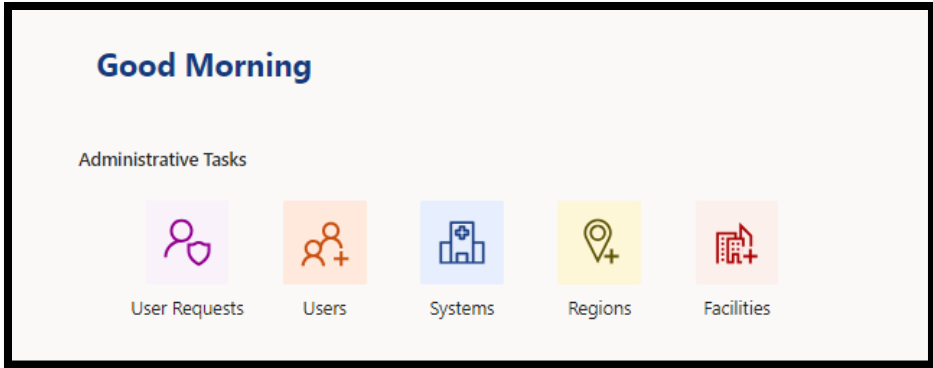 Good Morning
Administrative Tasks
User Requests
Users
Systems
Regions
Facilities